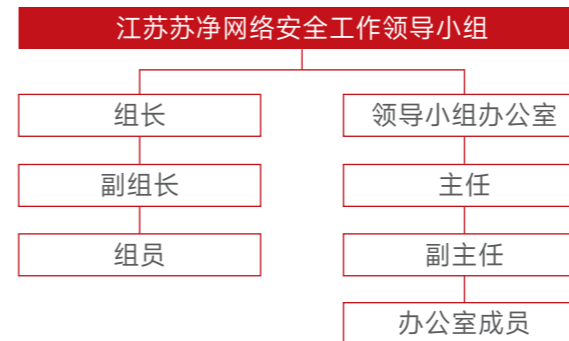 江苏苏净网络安全工作领导小组
组长
副组长
组员
领导小组办公室
主任
副主任
办公室成员